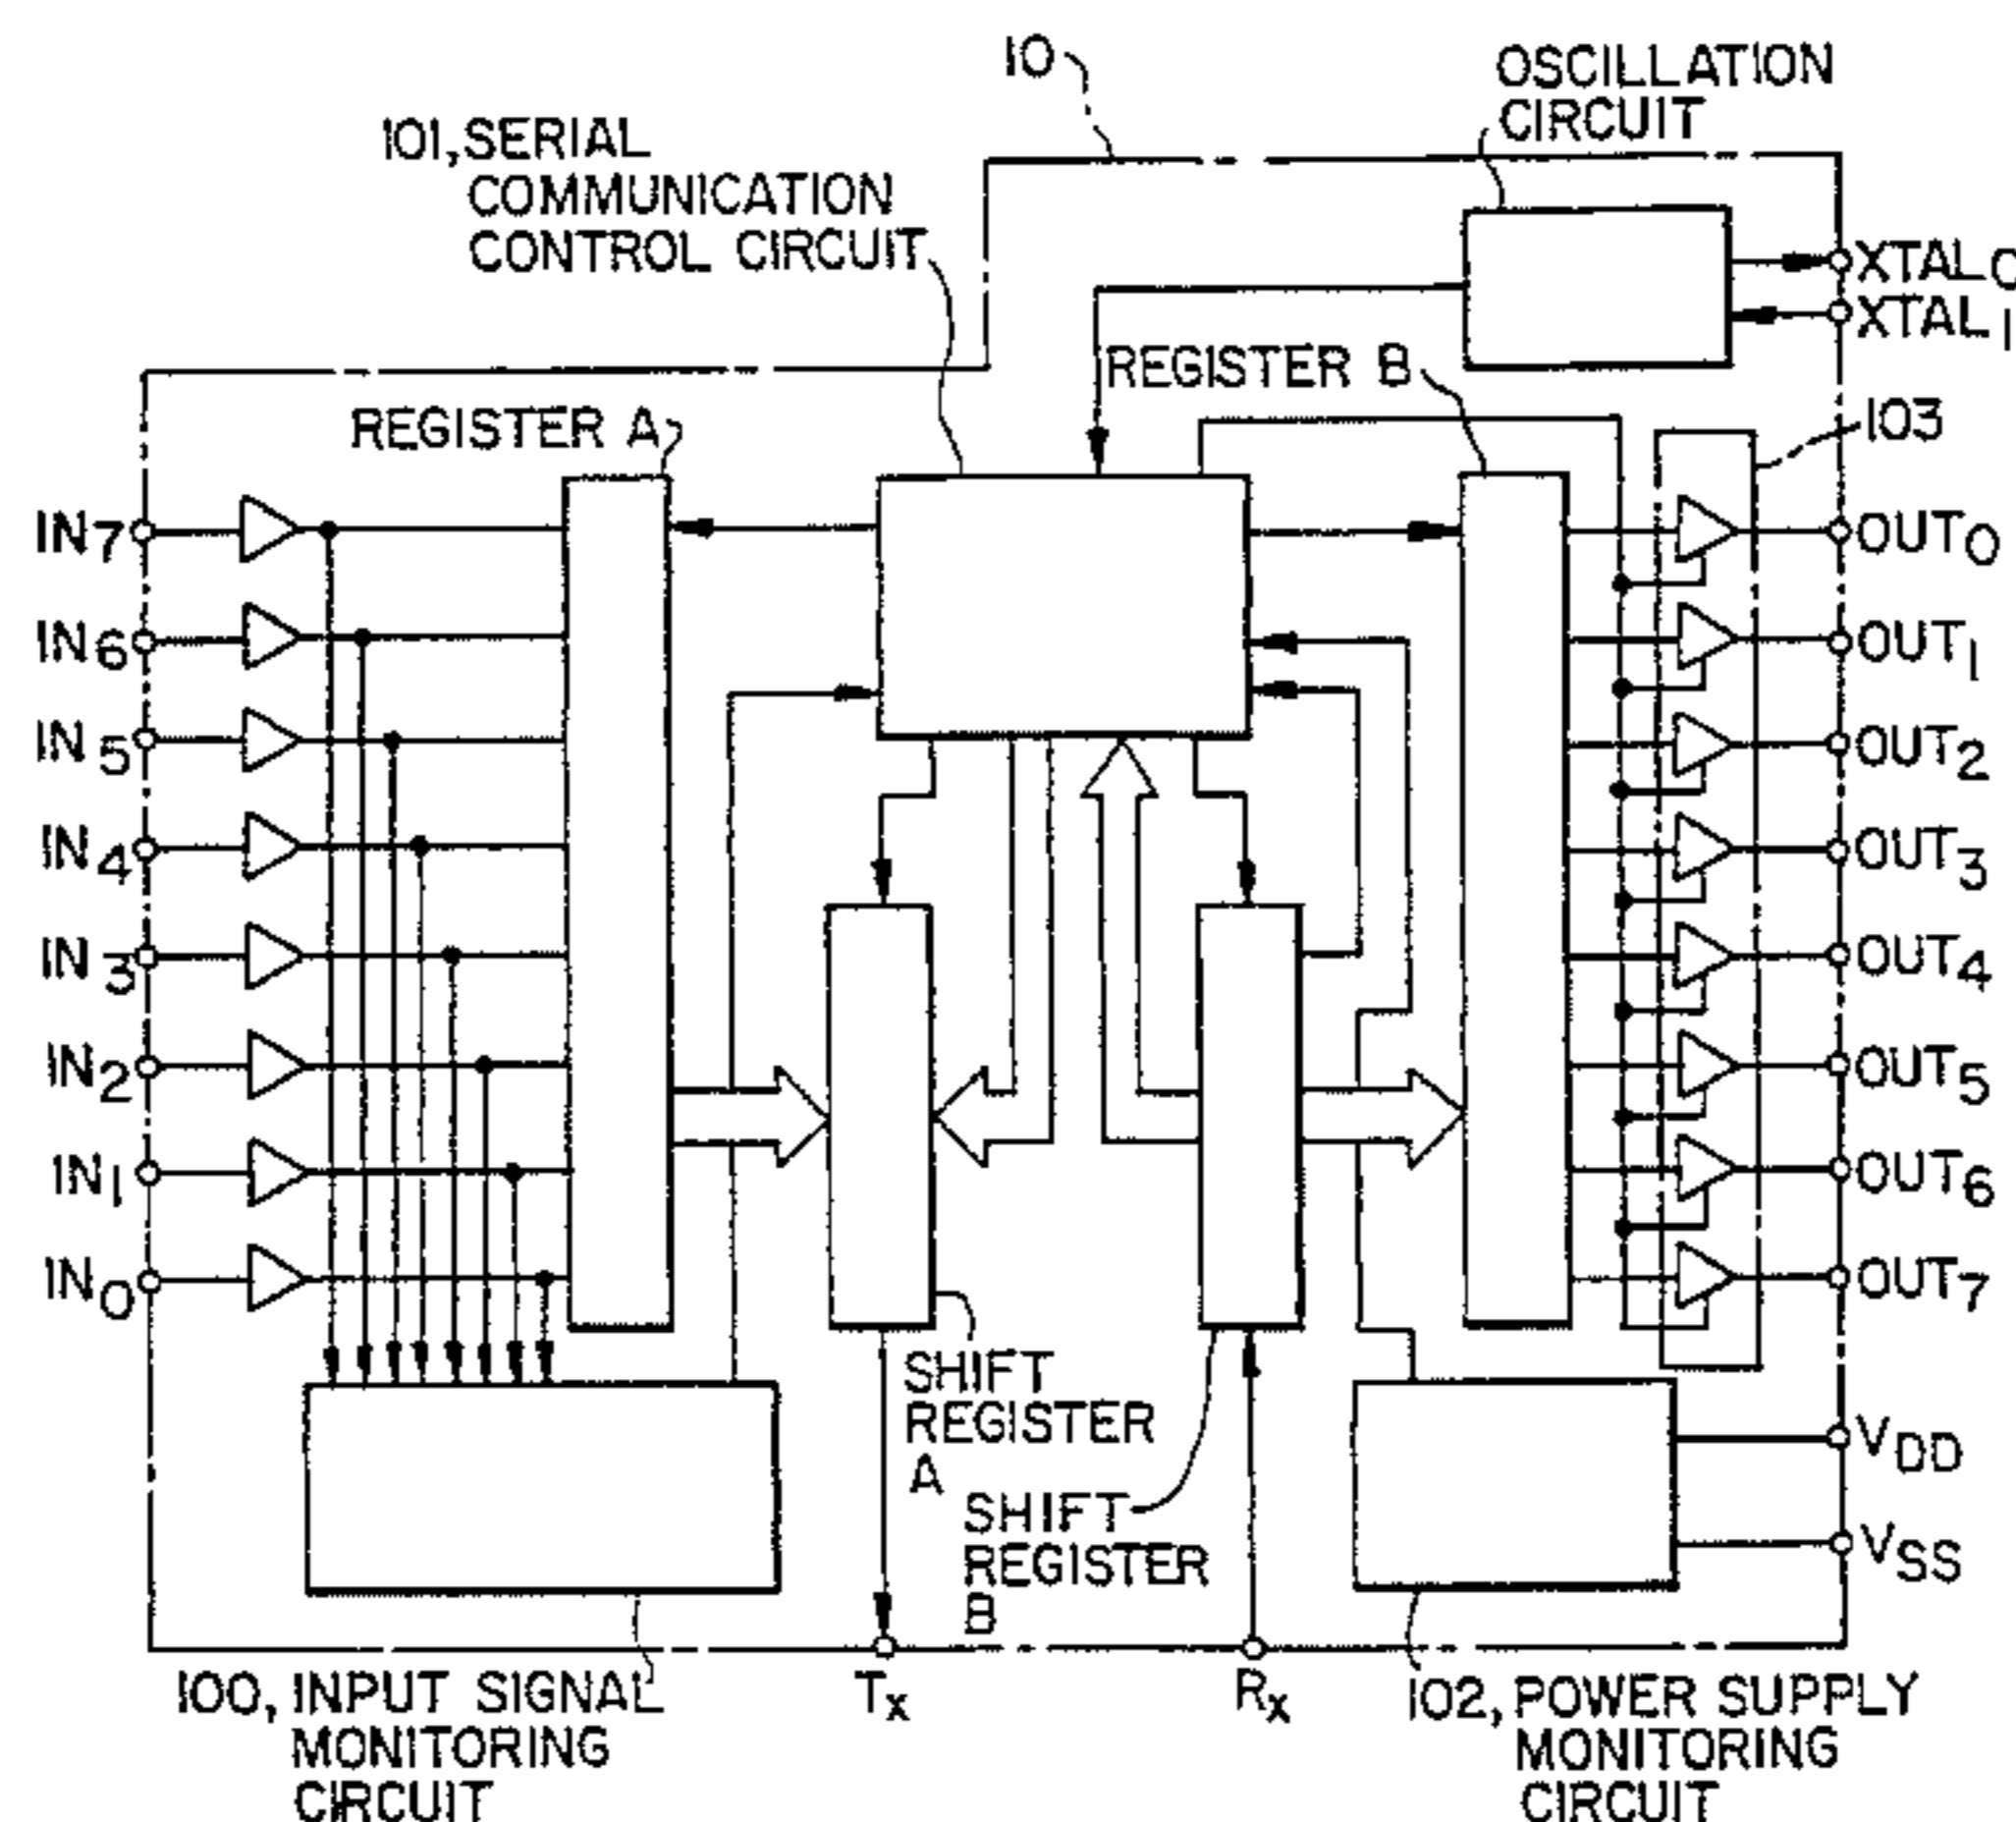 10
OSCILLATION
CIRCUIT
101, SERIAL
COMMUNICATION
CONTROL CIRCUIT
XTAL0
XTAL1
REGISTER B
REGISTER A
103
IN7
IN6
IN5
IN4
IN3
IN2
IN1
IN0
OUT0
OUT1
OUT2
OUT3
OUT4
OUT5
OUT6
OUT7
SHIFT
REGISTER
A
SHIFT
REGISTER
B
VDD
VSS
100, INPUT SIGNAL
MONITORING
CIRCUIT
Tx
Rx
102, POWER SUPPLY
MONITORING
CIRCUIT